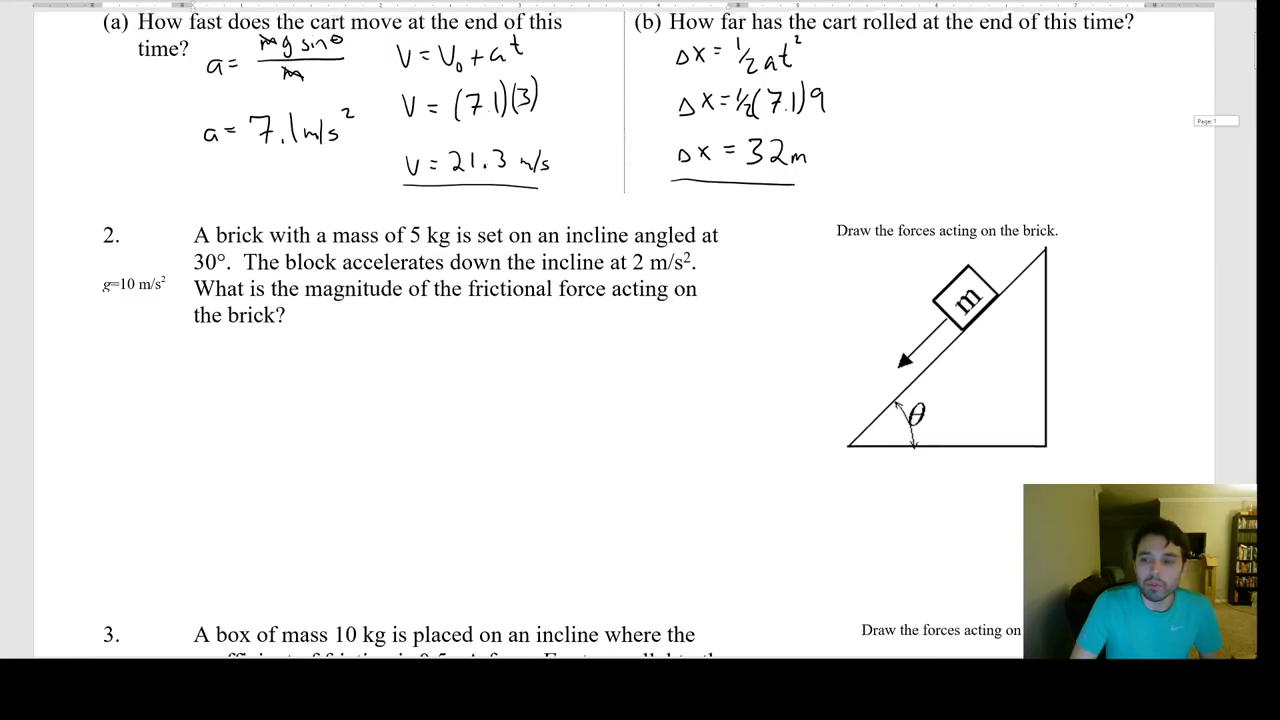 (a) How fast does the cart move at the end of this
time?
a = mg sinθ / m
a = 7.1 m/s²
V = V₀ + at
V = (7.1)(3)
V = 21.3 m/s
(b) How far has the cart rolled at the end of this time?
Δx = ½ at²
Δx = ½(7.1)9
Δx = 32m
Page: 1
2.
g=10 m/s²
A brick with a mass of 5 kg is set on an incline angled at
30°. The block accelerates down the incline at 2 m/s².
What is the magnitude of the frictional force acting on
the brick?
Draw the forces acting on the brick.
m
θ
3.
A box of mass 10 kg is placed on an incline where the
Draw the forces acting on